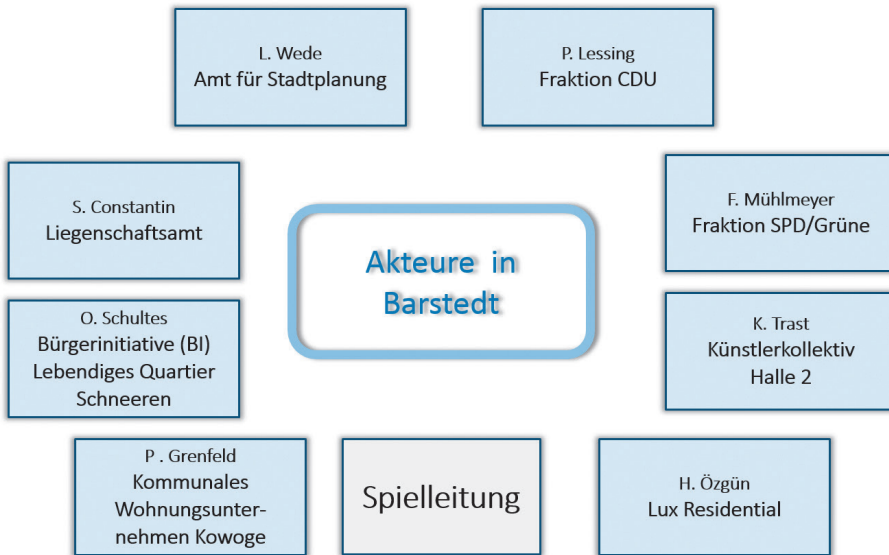 L. Wede
Amt für Stadtplanung
P. Lessing
Fraktion CDU
S. Constantin
Liegenschaftsamt
F. Mühlmeyer
Fraktion SPD/Grüne
Akteure in
Barstedt
O. Schultes
Bürgerinitiative (BI)
Lebendiges Quartier
Schneeren
K. Trast
Künstlerkollektiv
Halle 2
P . Grenfeld
Kommunales
Wohnungsunter-
nehmen Kowoge
Spielleitung
H. Özgün
Lux Residential